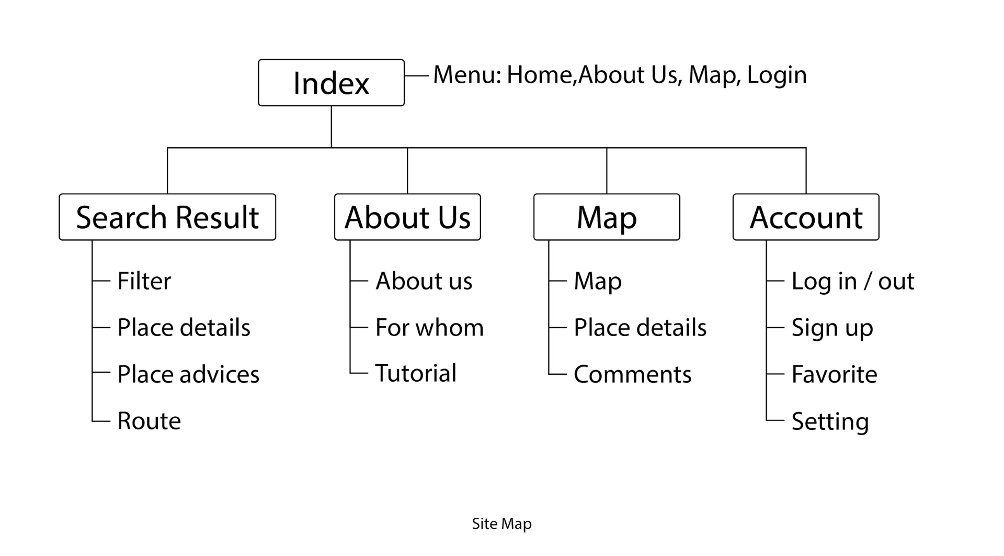 Index
Menu: Home,About Us, Map, Login
Search Result
Filter
Place details
Place advices
Route
About Us
About us
For whom
Tutorial
Map
Map
Place details
Comments
Account
Log in / out
Sign up
Favorite
Setting
Site Map